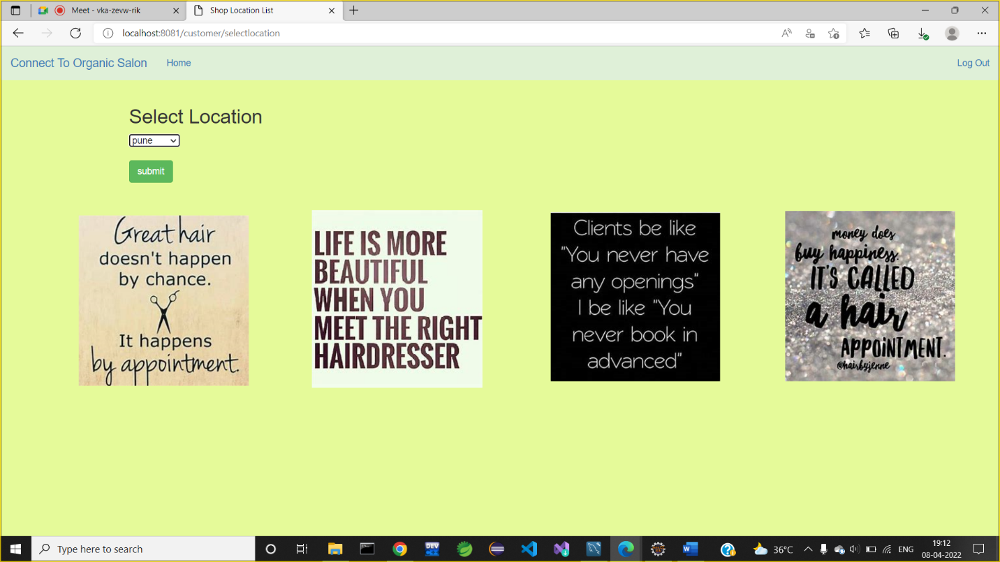 Meet - vka-zevw-rik
Shop Location List
localhost:8081/customer/selectlocation
Connect To Organic Salon
Home
Log Out
Select Location
pune
submit
Great hair
doesn't happen
by chance.
It happens
by appointment.
LIFE IS MORE
BEAUTIFUL
WHEN YOU
MEET THE RIGHT
HAIRDRESSER
Clients be like
"You never have
any openings"
I be like "You
never book in
advanced"
money does
buy happiness.
IT'S CALLED
a hair
APPOINTMENT.
@hairbyjenne
Type here to search
DEV
36°C
ENG
19:12
08-04-2022